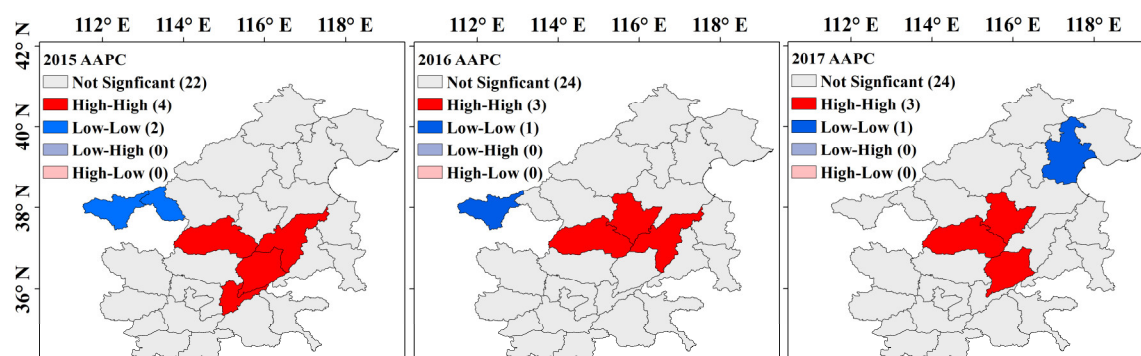 112° E 114° E 116° E 118° E 112° E 114° E 116° E 118° E 112° E 114° E 116° E 118° E
42° N
40° N
38° N
36° N
2015 AAPC
Not Signficant (22)
High-High (4)
Low-Low (2)
Low-High (0)
High-Low (0)
2016 AAPC
Not Signficant (24)
High-High (3)
Low-Low (1)
Low-High (0)
High-Low (0)
2017 AAPC
Not Signficant (24)
High-High (3)
Low-Low (1)
Low-High (0)
High-Low (0)